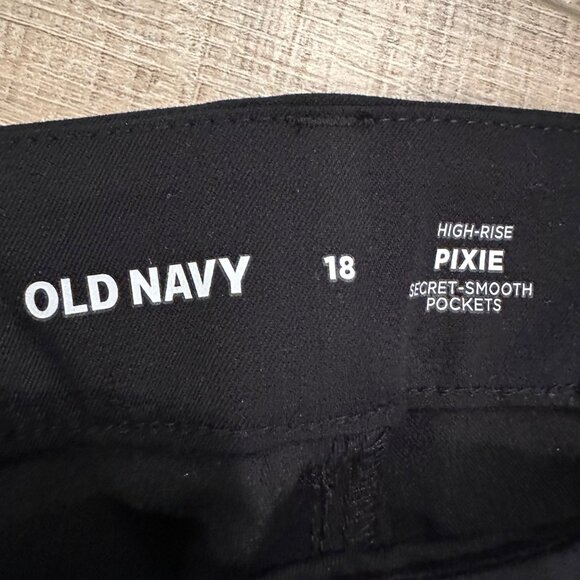 OLD NAVY
18
HIGH-RISE
PIXIE
SECRET-SMOOTH
POCKETS